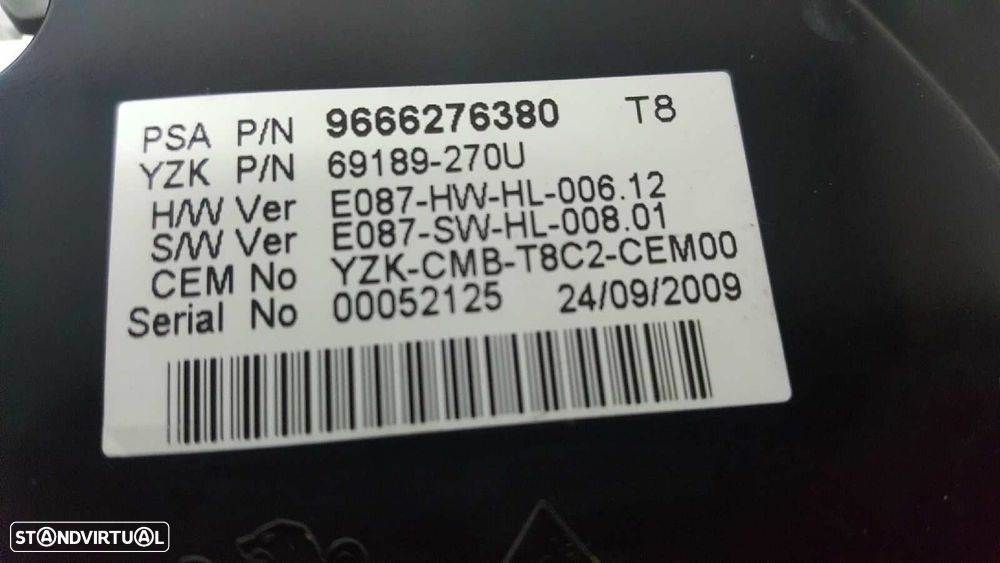 PSA P/N 9666276380 T8
YZK P/N 69189-270U
H/W Ver E087-HW-HL-006.12
S/W Ver E087-SW-HL-008.01
CEM No YZK-CMB-T8C2-CEM00
Serial No 00052125 24/09/2009
STANDVIRTUAL